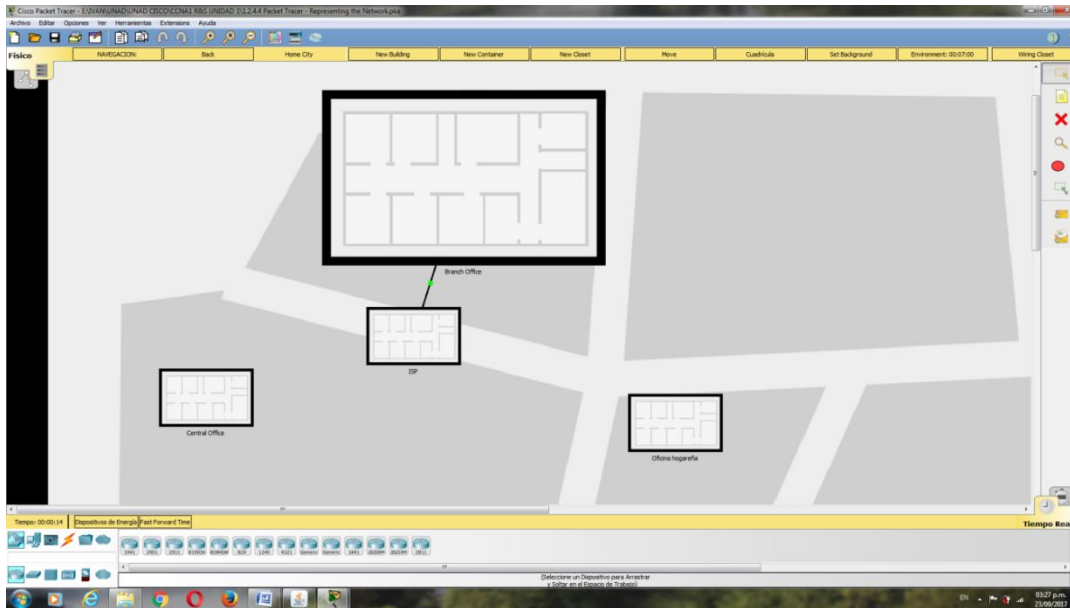 Cisco Packet Tracer - E:\IVAN\UNAD\UNAD CISCO\CCNA1 R&S UNIDAD 1\1.2.4.4 Packet Tracer - Representing the Network.pka
Archivo Editar Opciones Ver Herramientas Extensions Ayuda
Físico NAVEGACION: Back Home City New Building New Container New Closet Move Cuadrícula Set Background Environment: 00:07:00 Wiring Closet
Branch Office
ISP
Central Office
Oficina hogareña
Tiempo: 00:00:14 Dispositivos de Energía Fast Forward Time
Tiempo Rea
1941 2901 2911 819IOX 819HGW 829 1240 4321 Generic Generic 1841 2620XM 2621XM 2811
(Seleccione un Dispositivo para Arrastrar
y Soltar en el Espacio de Trabajo)
EN
03:27 p.m.
23/09/2017